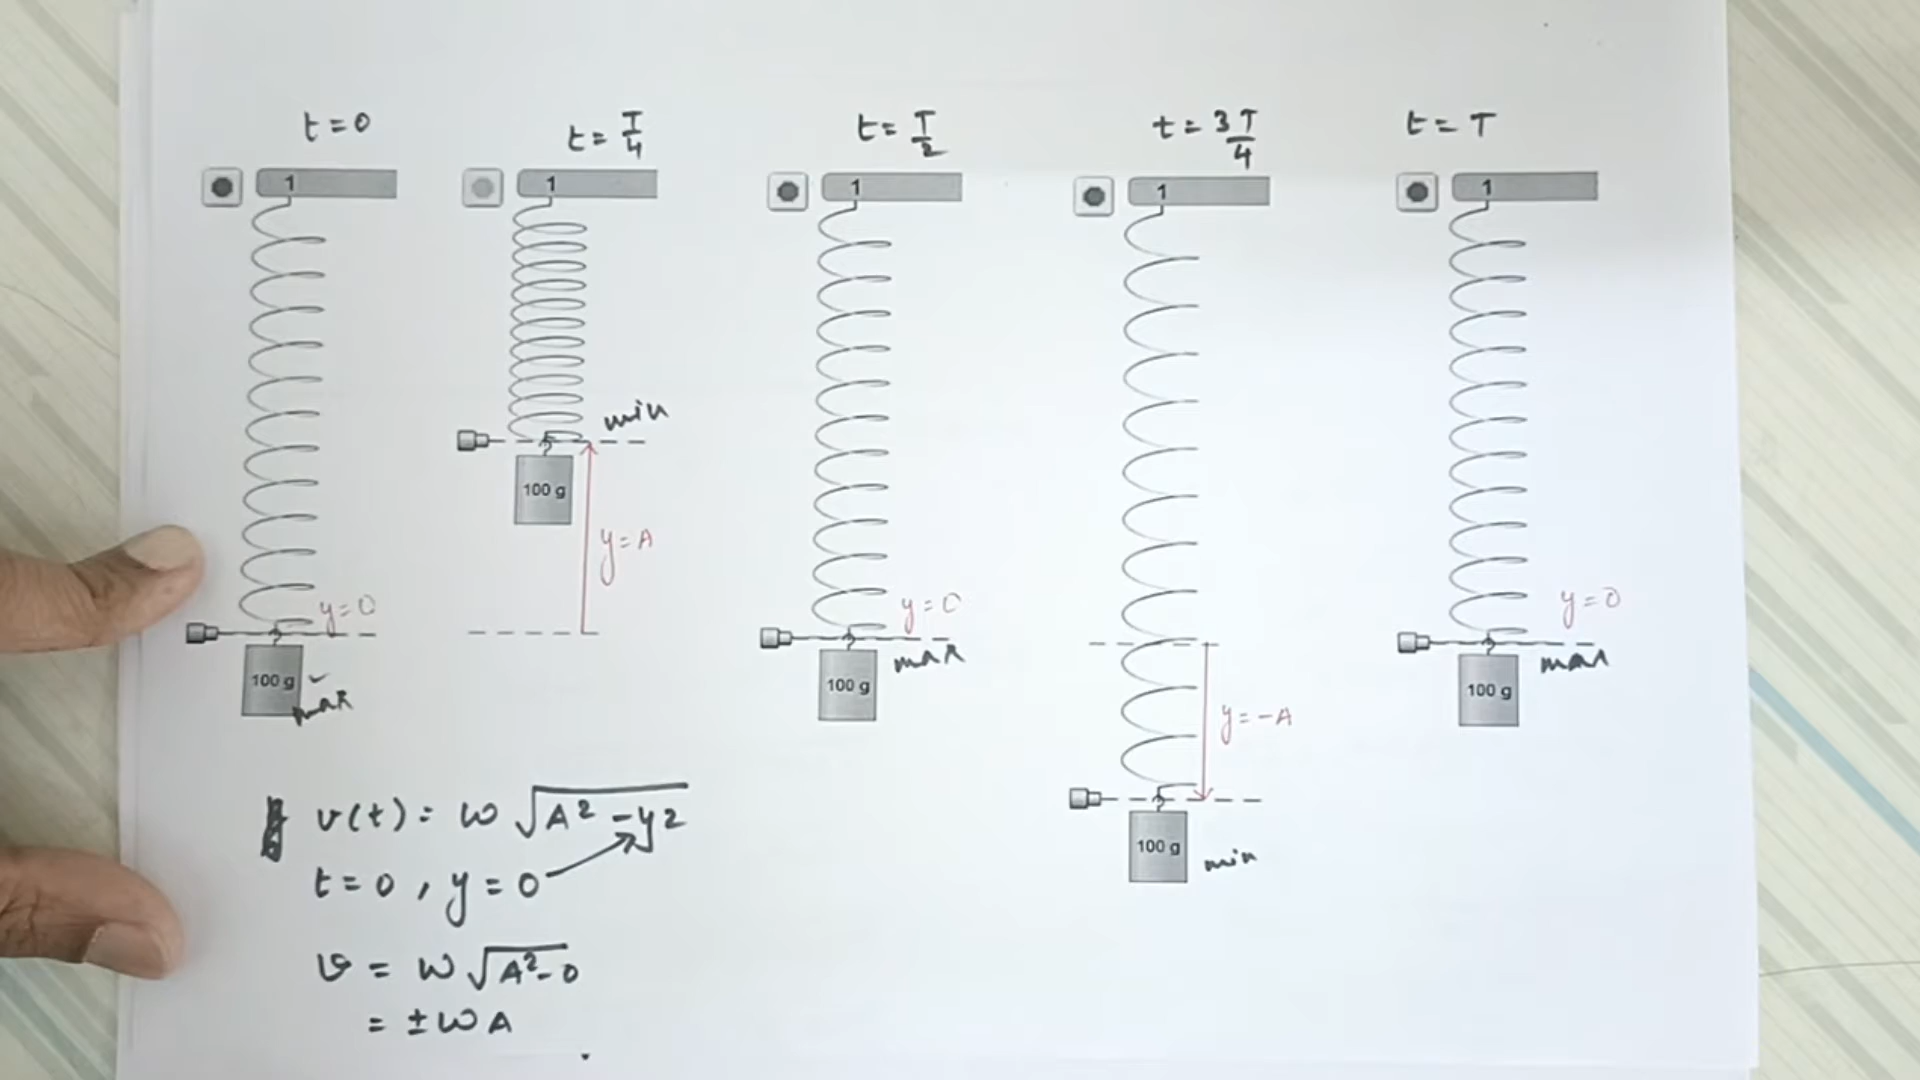 t = 0
t = T/4
t = T/2
t = 3T/4
t = T
1
1
1
1
1
min
100 g
y = A
y = 0
y = 0
y = 0
100 g
max
100 g
max
y = -A
100 g
max
100 g
min
v(t) = ω √A² - y2
t = 0 , y = 0
v = ω √A² - 0
= ± ω A